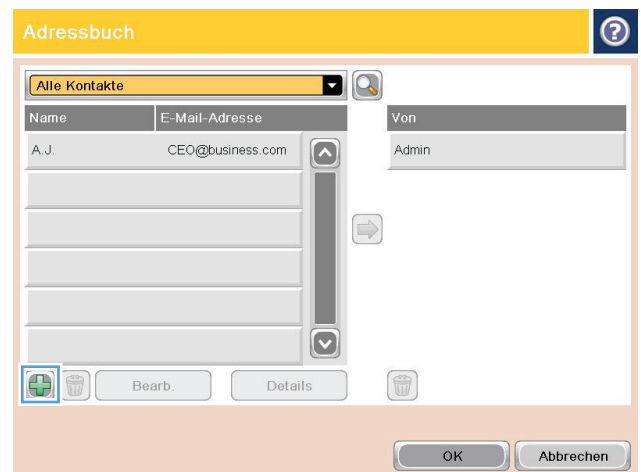 Adressbuch
Alle Kontakte
Name E-Mail-Adresse Von
A.J. CEO@business.com Admin
Bearb. Details
OK Abbrechen